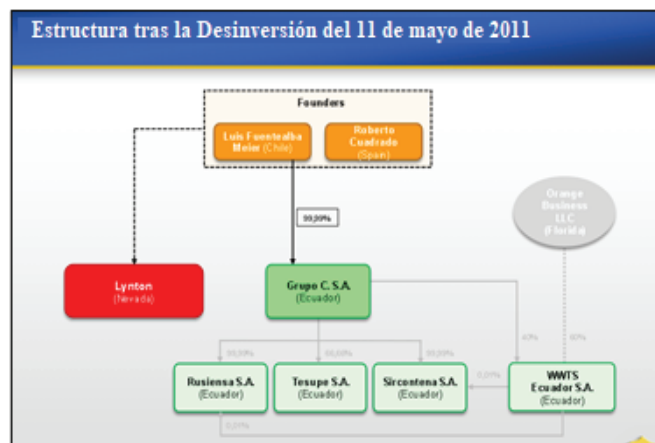 Estructura tras la Desinversión del 11 de mayo de 2011
Founders
Luis Fuentealba
Meier (Chile)
Roberto
Cuadrado
(Spain)
Orange
Business
LLC
(Florida)
99,99%
Lynton
(Nevada)
Grupo C. S.A.
(Ecuador)
40%
60%
99,99%
99,99%
Rusiensa S.A.
(Ecuador)
Tesupe S.A.
(Ecuador)
Sircontena S.A.
(Ecuador)
0,01%
WWTS
Ecuador S.A.
(Ecuador)
0,01%